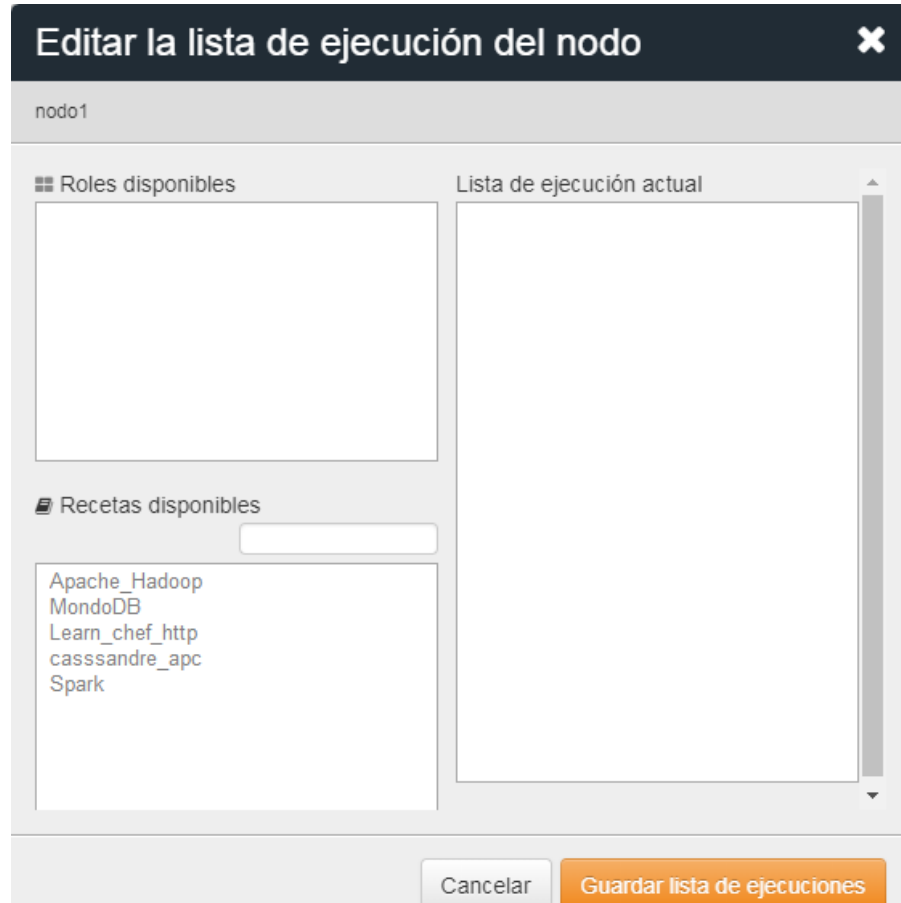 Editar la lista de ejecución del nodo
nodo1
Roles disponibles
Lista de ejecución actual
Recetas disponibles
Apache_Hadoop
MondoDB
Learn_chef_http
casssandre_apc
Spark
Cancelar
Guardar lista de ejecuciones